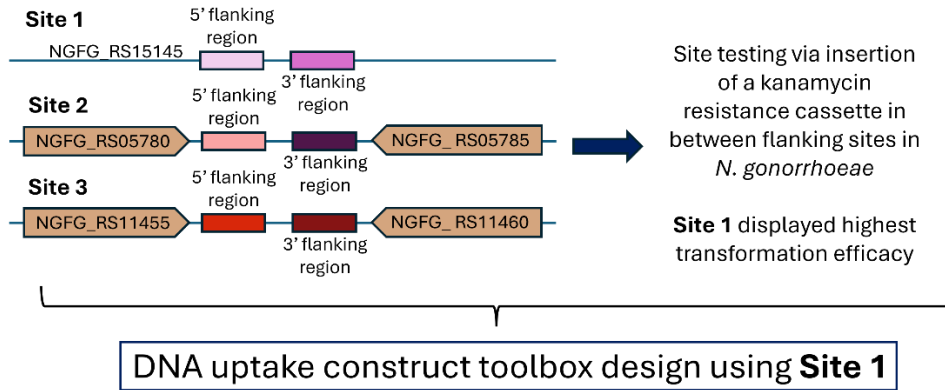 Site 1
5’ flanking
region
NGFG_RS15145
3’ flanking
region
Site 2
5’ flanking
region
NGFG_RS05780
NGFG_ RS05785
3’ flanking
region
Site 3
5’ flanking
region
NGFG_RS11455
NGFG_ RS11460
3’ flanking
region
Site testing via insertion
of a kanamycin
resistance cassette in
between flanking sites in
N. gonorrhoeae
Site 1 displayed highest
transformation efficacy
DNA uptake construct toolbox design using Site 1